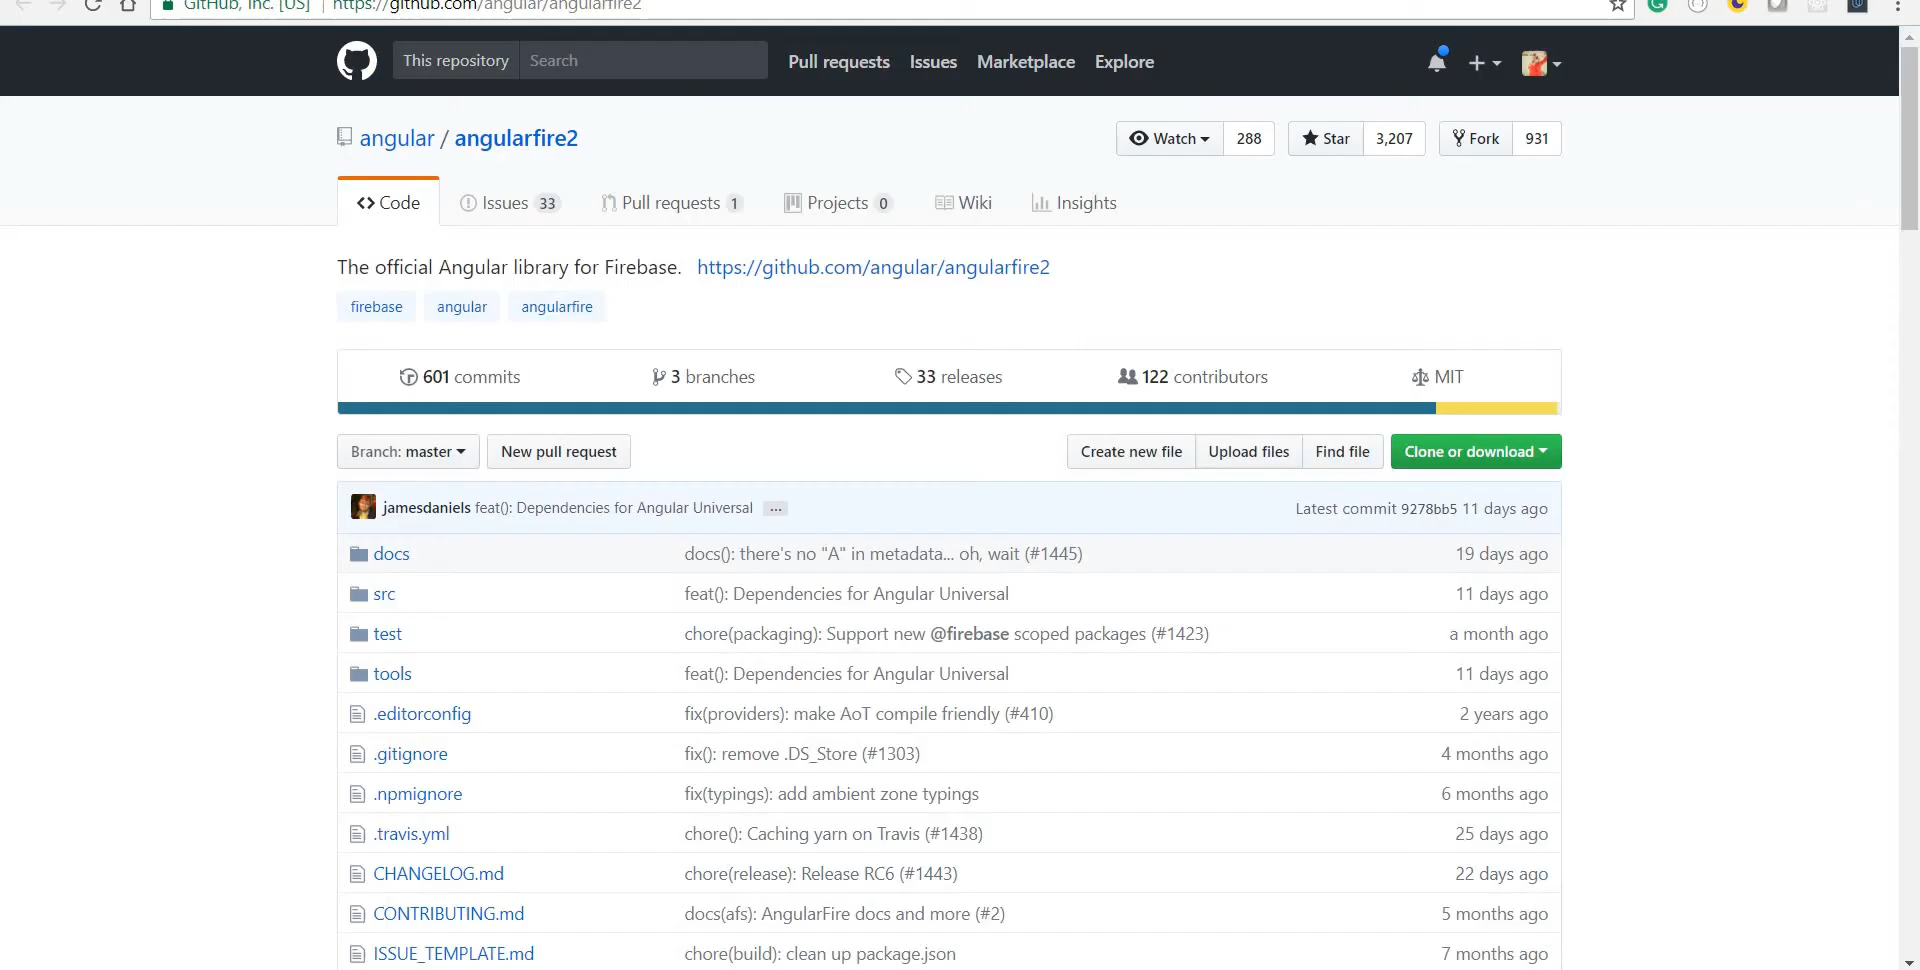 GitHub, Inc. [US] | https://github.com/angular/angularfire2
This repository Search Pull requests Issues Marketplace Explore
angular / angularfire2 Watch 288 Star 3,207 Fork 931
Code Issues 33 Pull requests 1 Projects 0 Wiki Insights
The official Angular library for Firebase. https://github.com/angular/angularfire2
firebase angular angularfire
601 commits 3 branches 33 releases 122 contributors MIT
Branch: master New pull request Create new file Upload files Find file Clone or download
jamesdaniels feat(): Dependencies for Angular Universal ... Latest commit 9278bb5 11 days ago
docs docs(): there's no "A" in metadata... oh, wait (#1445) 19 days ago
src feat(): Dependencies for Angular Universal 11 days ago
test chore(packaging): Support new @firebase scoped packages (#1423) a month ago
tools feat(): Dependencies for Angular Universal 11 days ago
.editorconfig fix(providers): make AoT compile friendly (#410) 2 years ago
.gitignore fix(): remove .DS_Store (#1303) 4 months ago
.npmignore fix(typings): add ambient zone typings 6 months ago
.travis.yml chore(): Caching yarn on Travis (#1438) 25 days ago
CHANGELOG.md chore(release): Release RC6 (#1443) 22 days ago
CONTRIBUTING.md docs(afs): AngularFire docs and more (#2) 5 months ago
ISSUE_TEMPLATE.md chore(build): clean up package.json 7 months ago